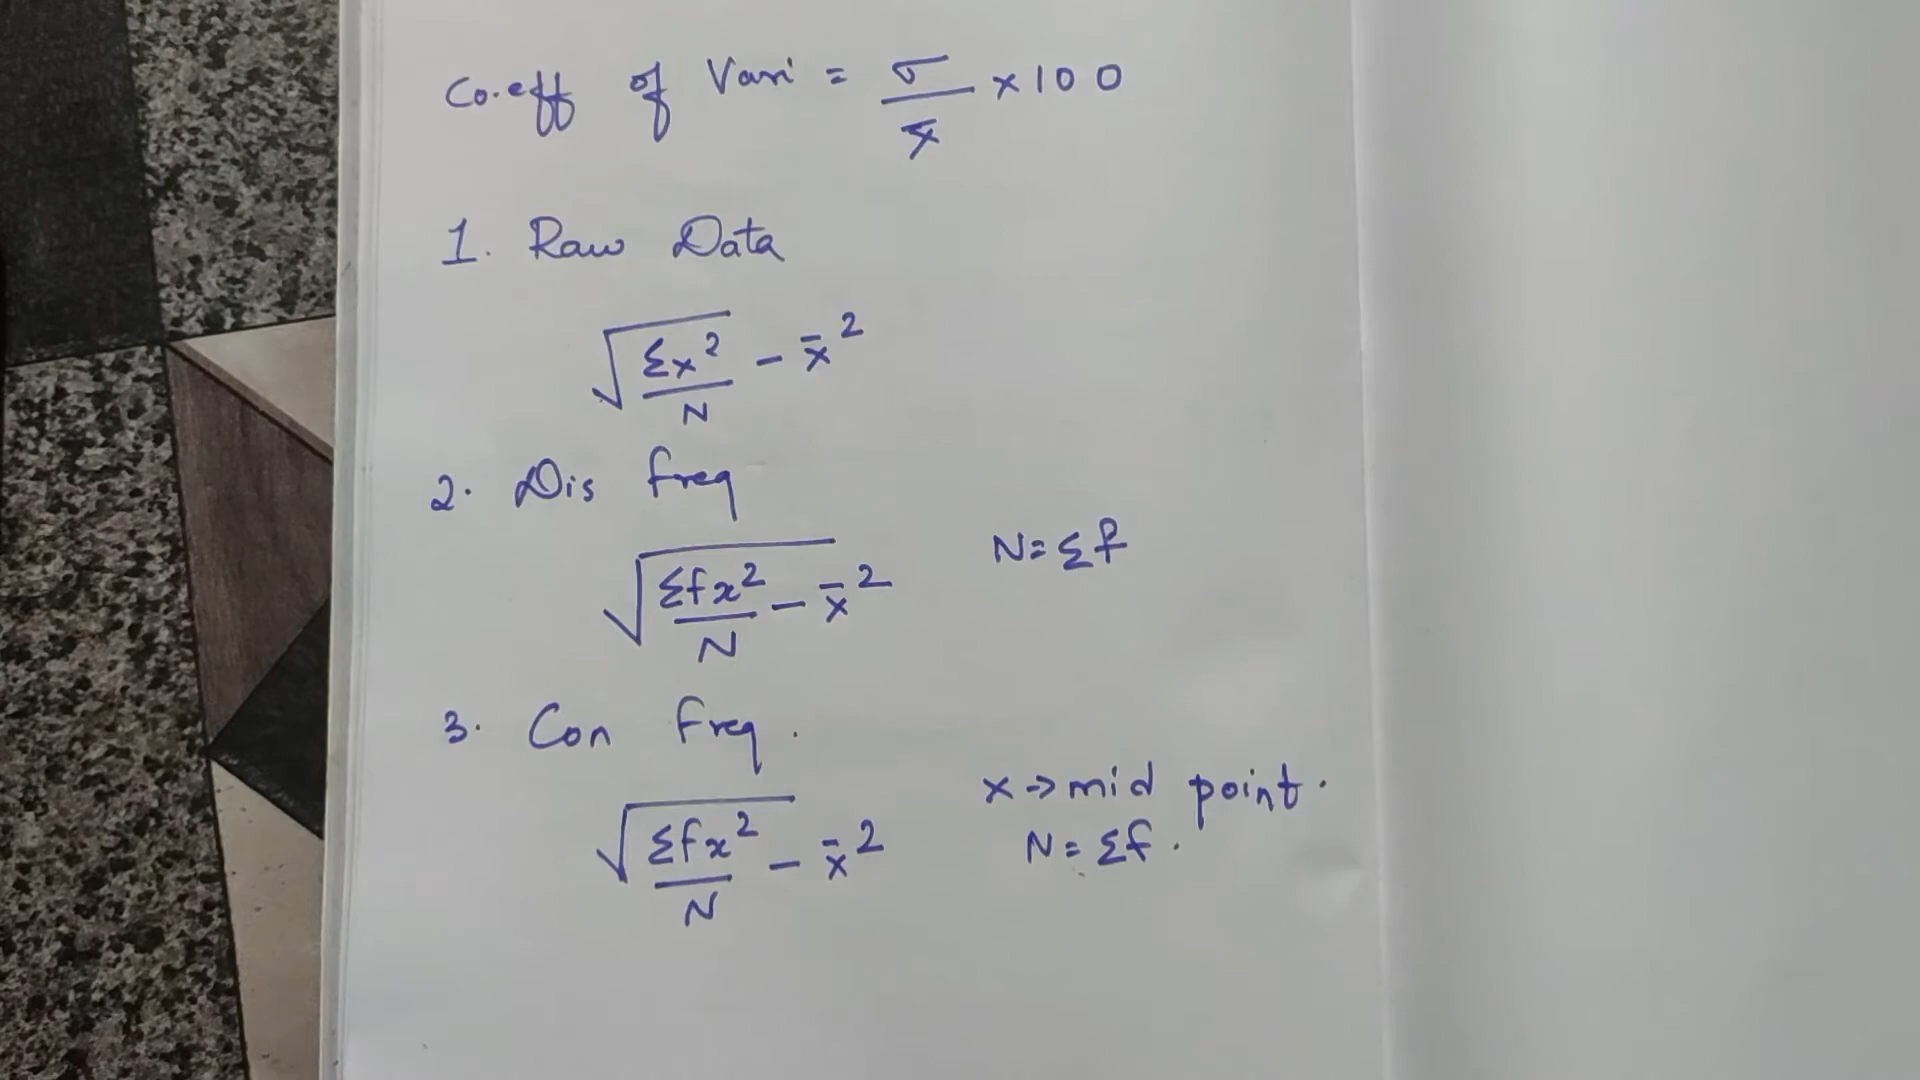 Co.eff of Vari = σ/x̄ × 100
1. Raw Data
√Σx²/N - x̄²
2. Dis freq
√Σfx²/N - x̄² N = Σf
3. Con freq.
√Σfx²/N - x̄² x → mid point.
N = Σf.